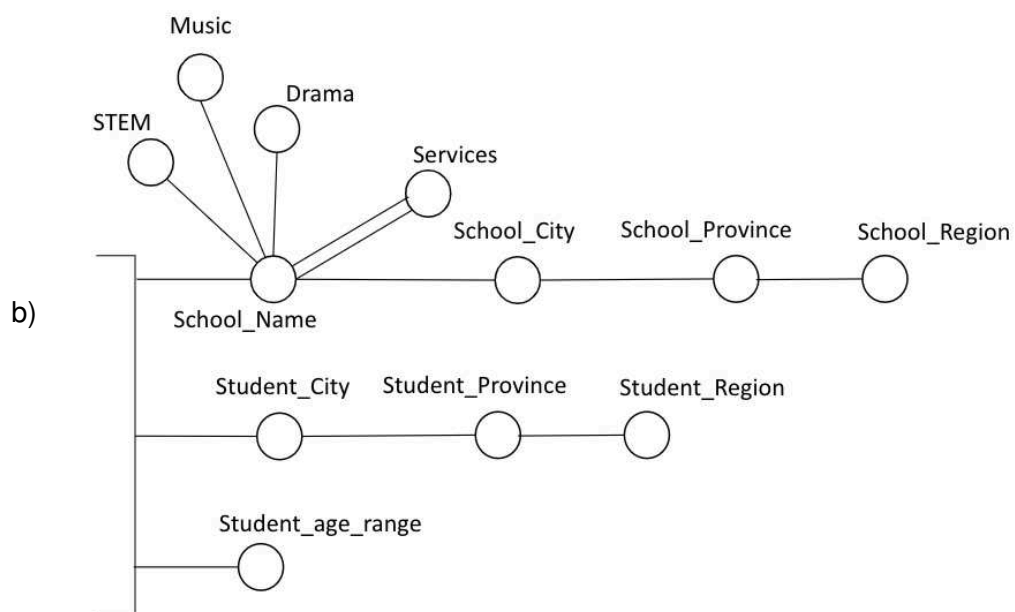 Music
Drama
STEM
Services
School_City
School_Province
School_Region
b)
School_Name
Student_City
Student_Province
Student_Region
Student_age_range